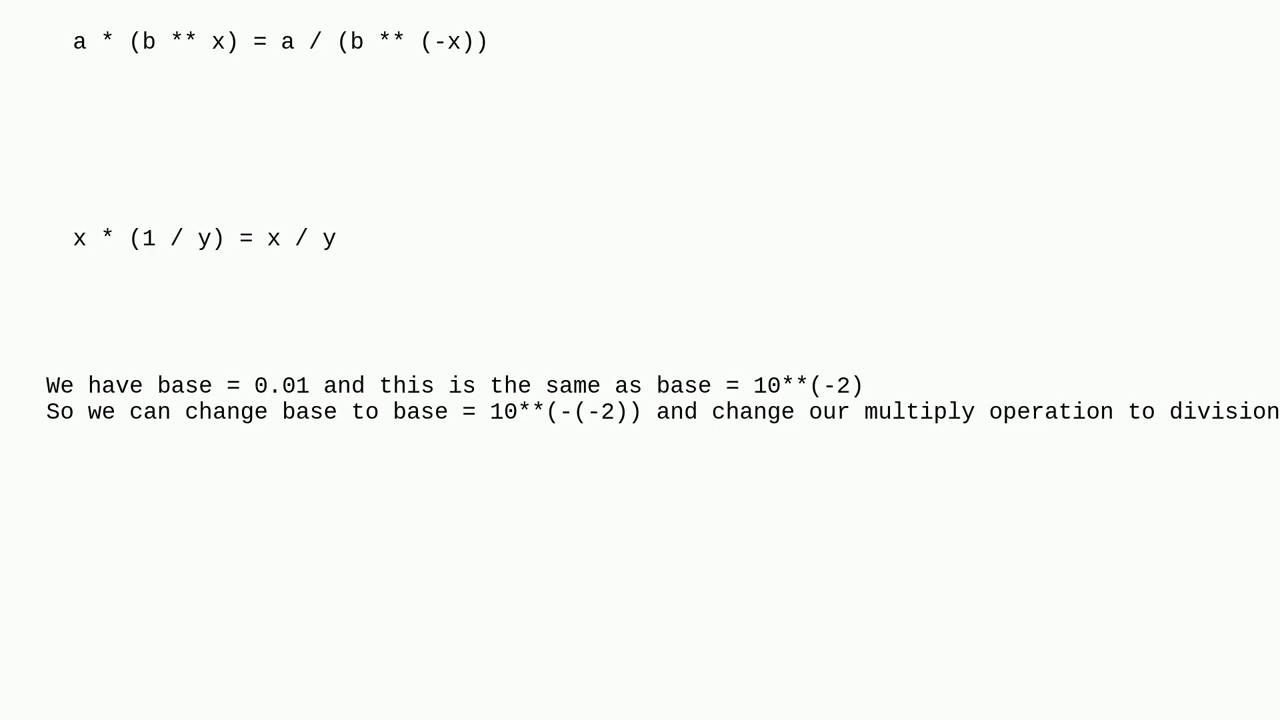 a * (b ** x) = a / (b ** (-x))
x * (1 / y) = x / y
We have base = 0.01 and this is the same as base = 10**(-2)
So we can change base to base = 10**(-(-2)) and change our multiply operation to division